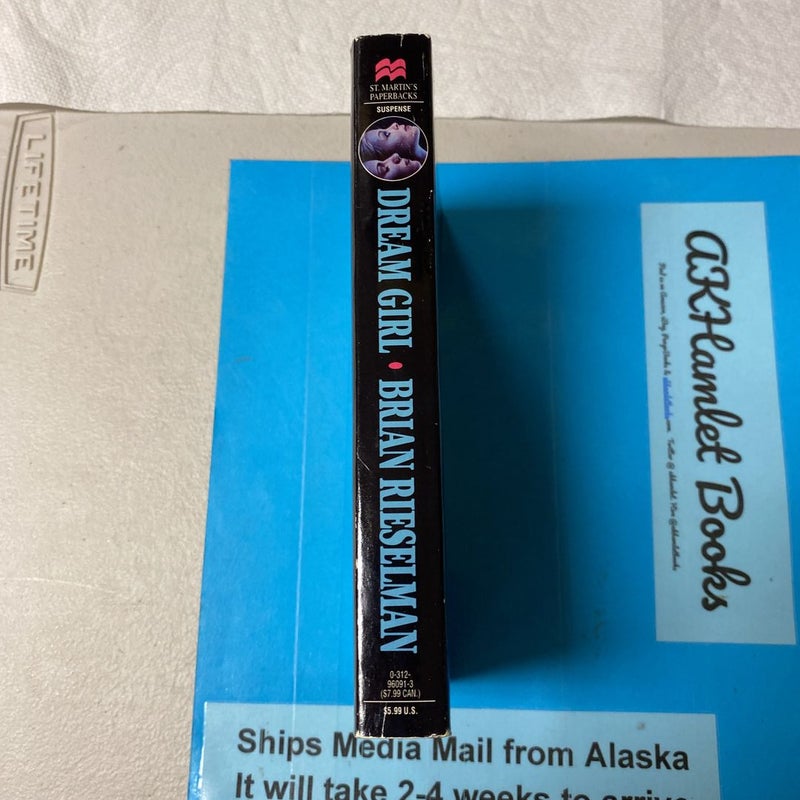 ST. MARTIN'S
PAPERBACKS
SUSPENSE
DREAM GIRL • BRIAN RIESELMAN
0-312-
96091-3
($7.99 CAN.)
$5.99 U.S.
LIFETIME
AKHamlet Books
Ships Media Mail from Alaska
It will take 2-4 weeks to arrive